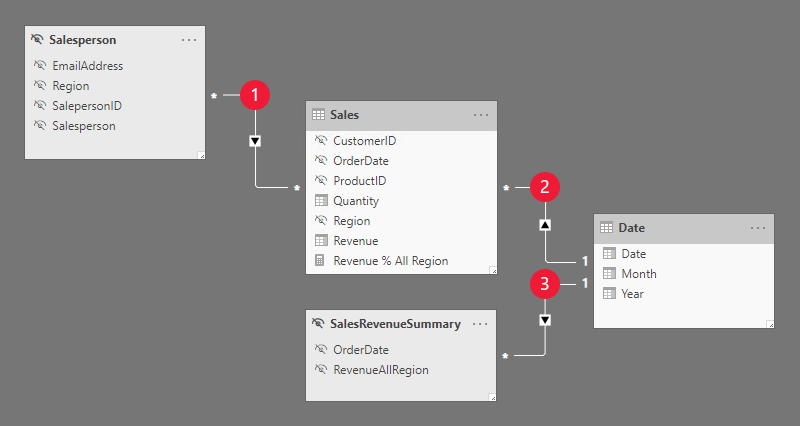 Salesperson ...
EmailAddress
Region
SalepersonID
Salesperson
*
1
*
Sales ...
CustomerID
OrderDate
ProductID
Quantity
Region
Revenue
Revenue % All Region
*
2
1
Date ...
Date
Month
Year
3
1
*
SalesRevenueSummary ...
OrderDate
RevenueAllRegion